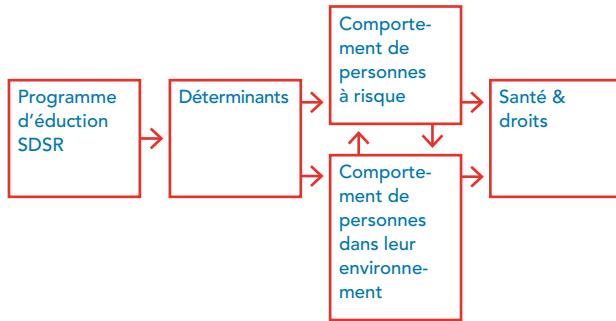 Programme
d'éduction
SDSR
Déterminants
Comporte-
ment de
personnes
à risque
Comporte-
ment de
personnes
dans leur
environne-
ment
Santé &
droits